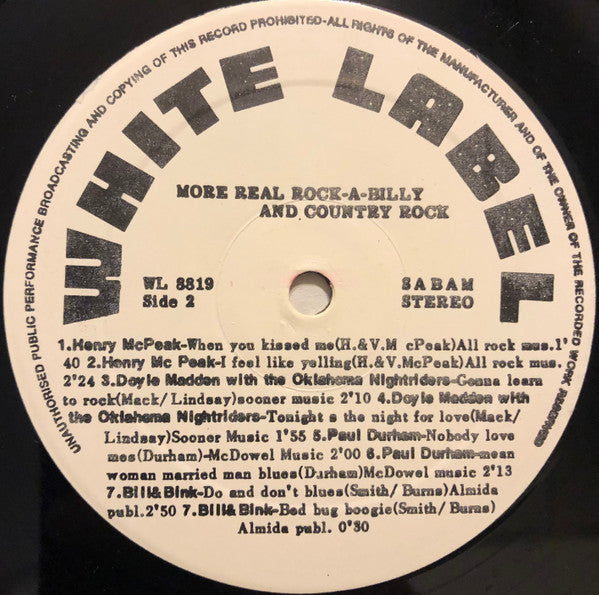 UNAUTHORISED PUBLIC PERFORMANCE BROADCASTING AND COPYING OF THIS RECORD PROHIBITED-ALL RIGHTS OF THE MANUFACTURER AND OF THE OWNER OF THE RECORDED WORK RESERVED
WHITE LABEL
MORE REAL ROCK-A-BILLY
AND COUNTRY ROCK
WL 8819 SABAM
Side 2 STEREO
1.Henry McPeak-When you kissed me(H.&V.M cPeak)All rock mus.1'
40 2.Henry Mc Peak-I feel like yelling(H.&V.McPeak)All rock mus.
2'24 3.Doyle Madden with the Oklahoma Nightriders-Gonna learn
to rock(Mack/ Lindsay)sooner music 2'10 4.Doyle Madden with
the Oklahoma Nightriders-Tonight s the night for love(Mack/
Lindsay)Sooner Music 1'55 5.Paul Durham-Nobody love
mes(Durham)-McDowel Music 2'00 6.Paul Durham-mean
woman married man blues(Durham)McDowel music 2'13
7.Bill& Bink-Do and don't blues(Smith/ Burns)Almida
publ.2'50 7.Bill& Bink-Bed bug boogie(Smith/ Burns)
Almida publ. 0'30